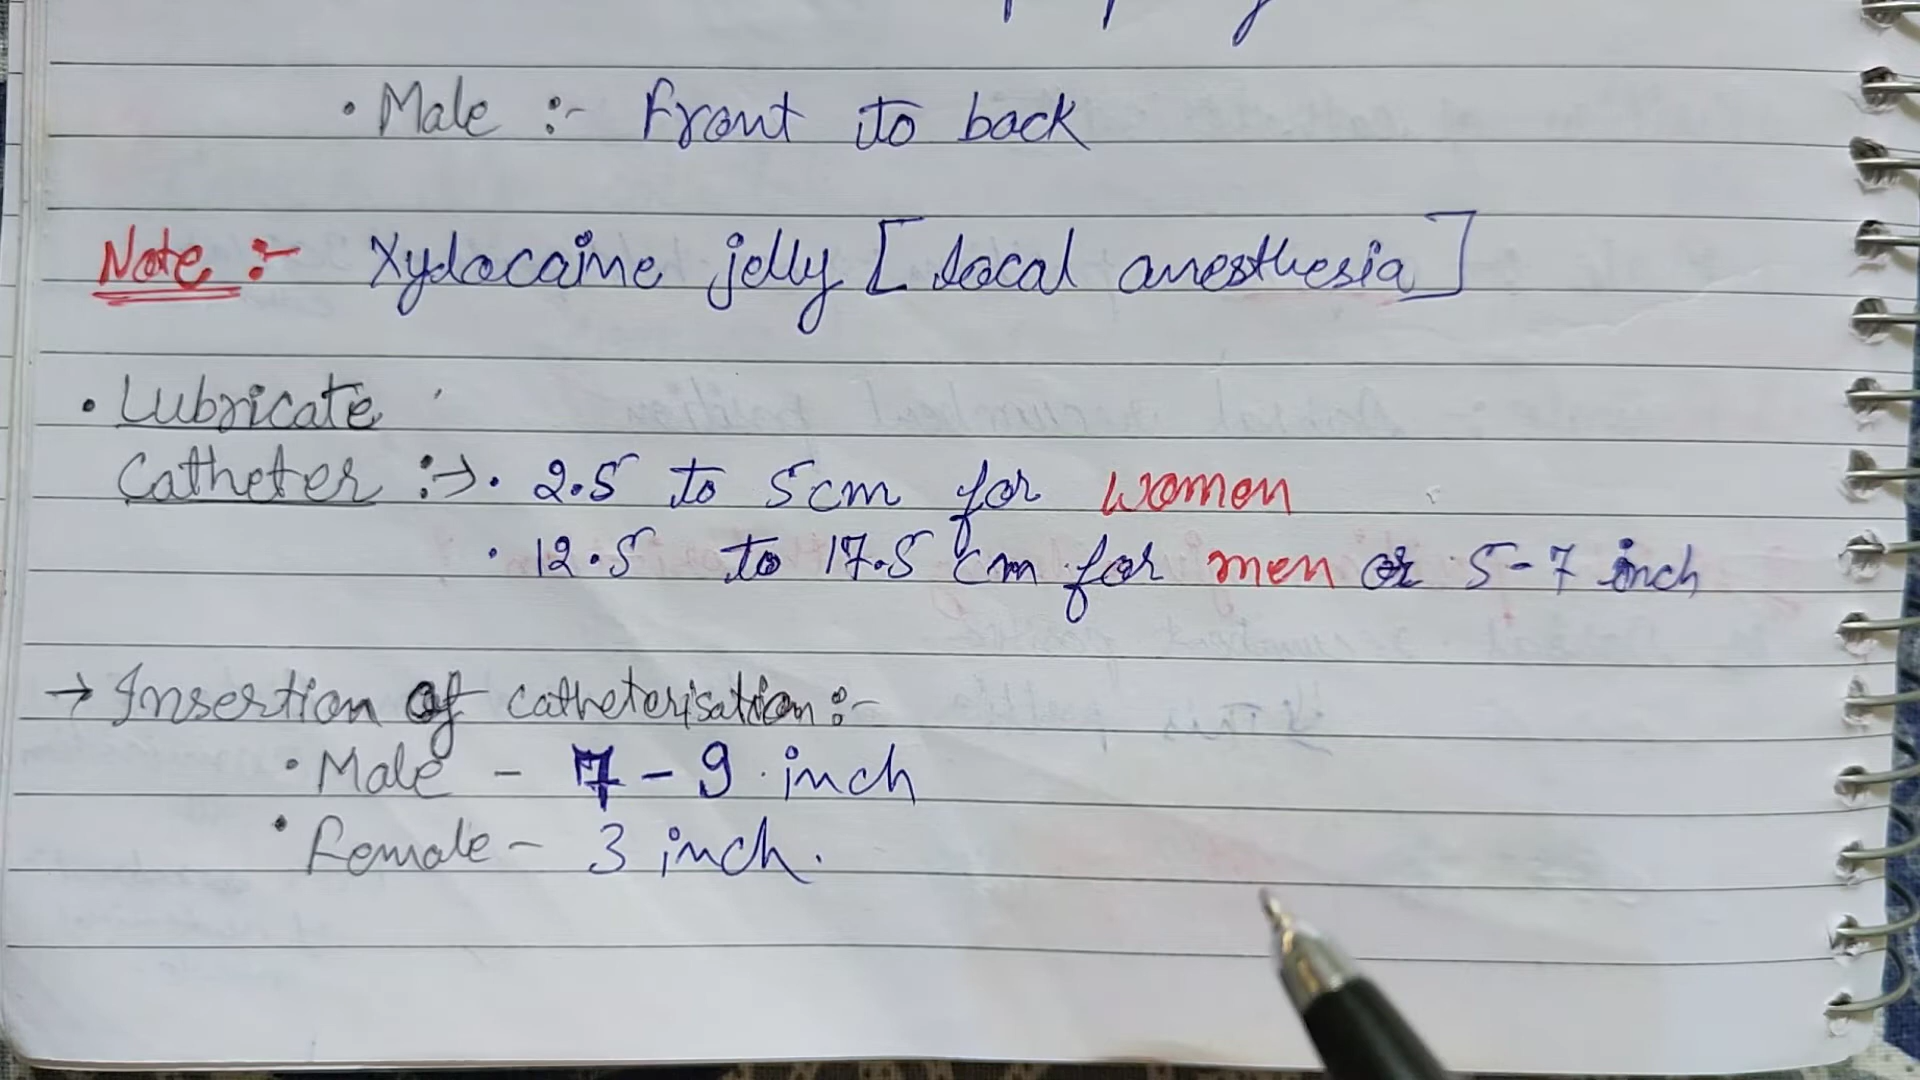 • Male :- Front to back
Note :- Xydocaine jelly [local anesthesia]
• Lubricate
Catheter :→ • 2.5 to 5cm for women
• 12.5 to 17.5 cm for men or 5-7 inch
→ Insertion of catheterisation :-
• Male - 7-9 inch
• Female - 3 inch.